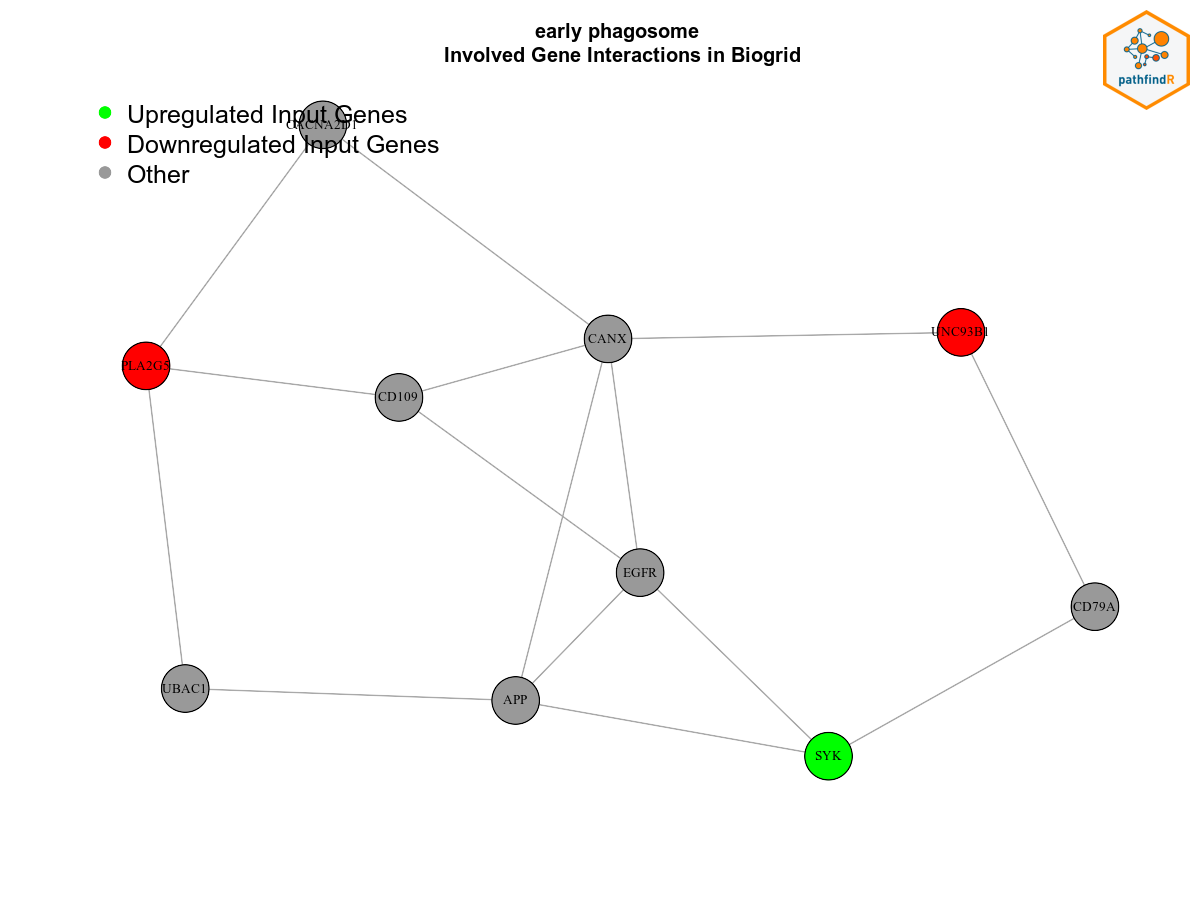 early phagosome
Involved Gene Interactions in Biogrid
pathfindR
Upregulated Input Genes
CACNA2D1
Downregulated Input Genes
Other
UNC93B1
CANX
PLA2G5
CD109
EGFR
CD79A
UBAC1
APP
SYK